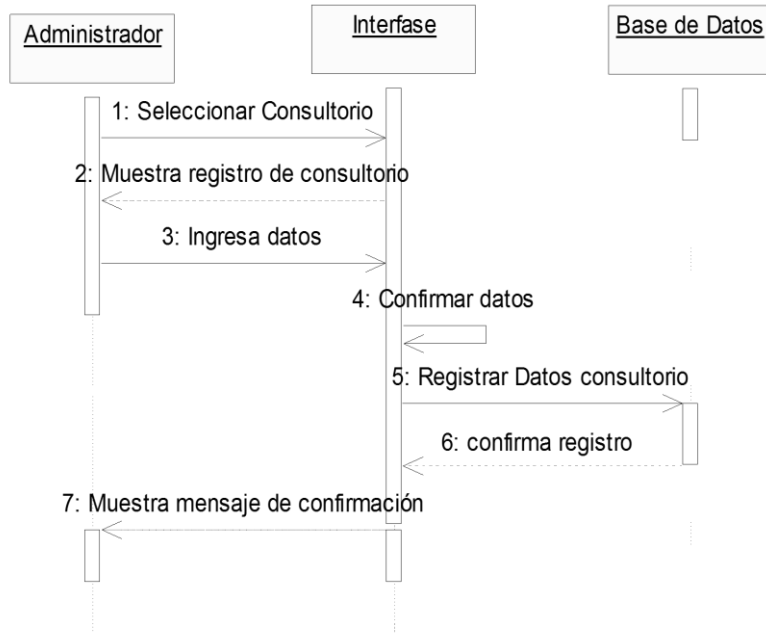 Administrador
Interfase
Base de Datos
1: Seleccionar Consultorio
2: Muestra registro de consultorio
3: Ingresa datos
4: Confirmar datos
5: Registrar Datos consultorio
6: confirma registro
7: Muestra mensaje de confirmación